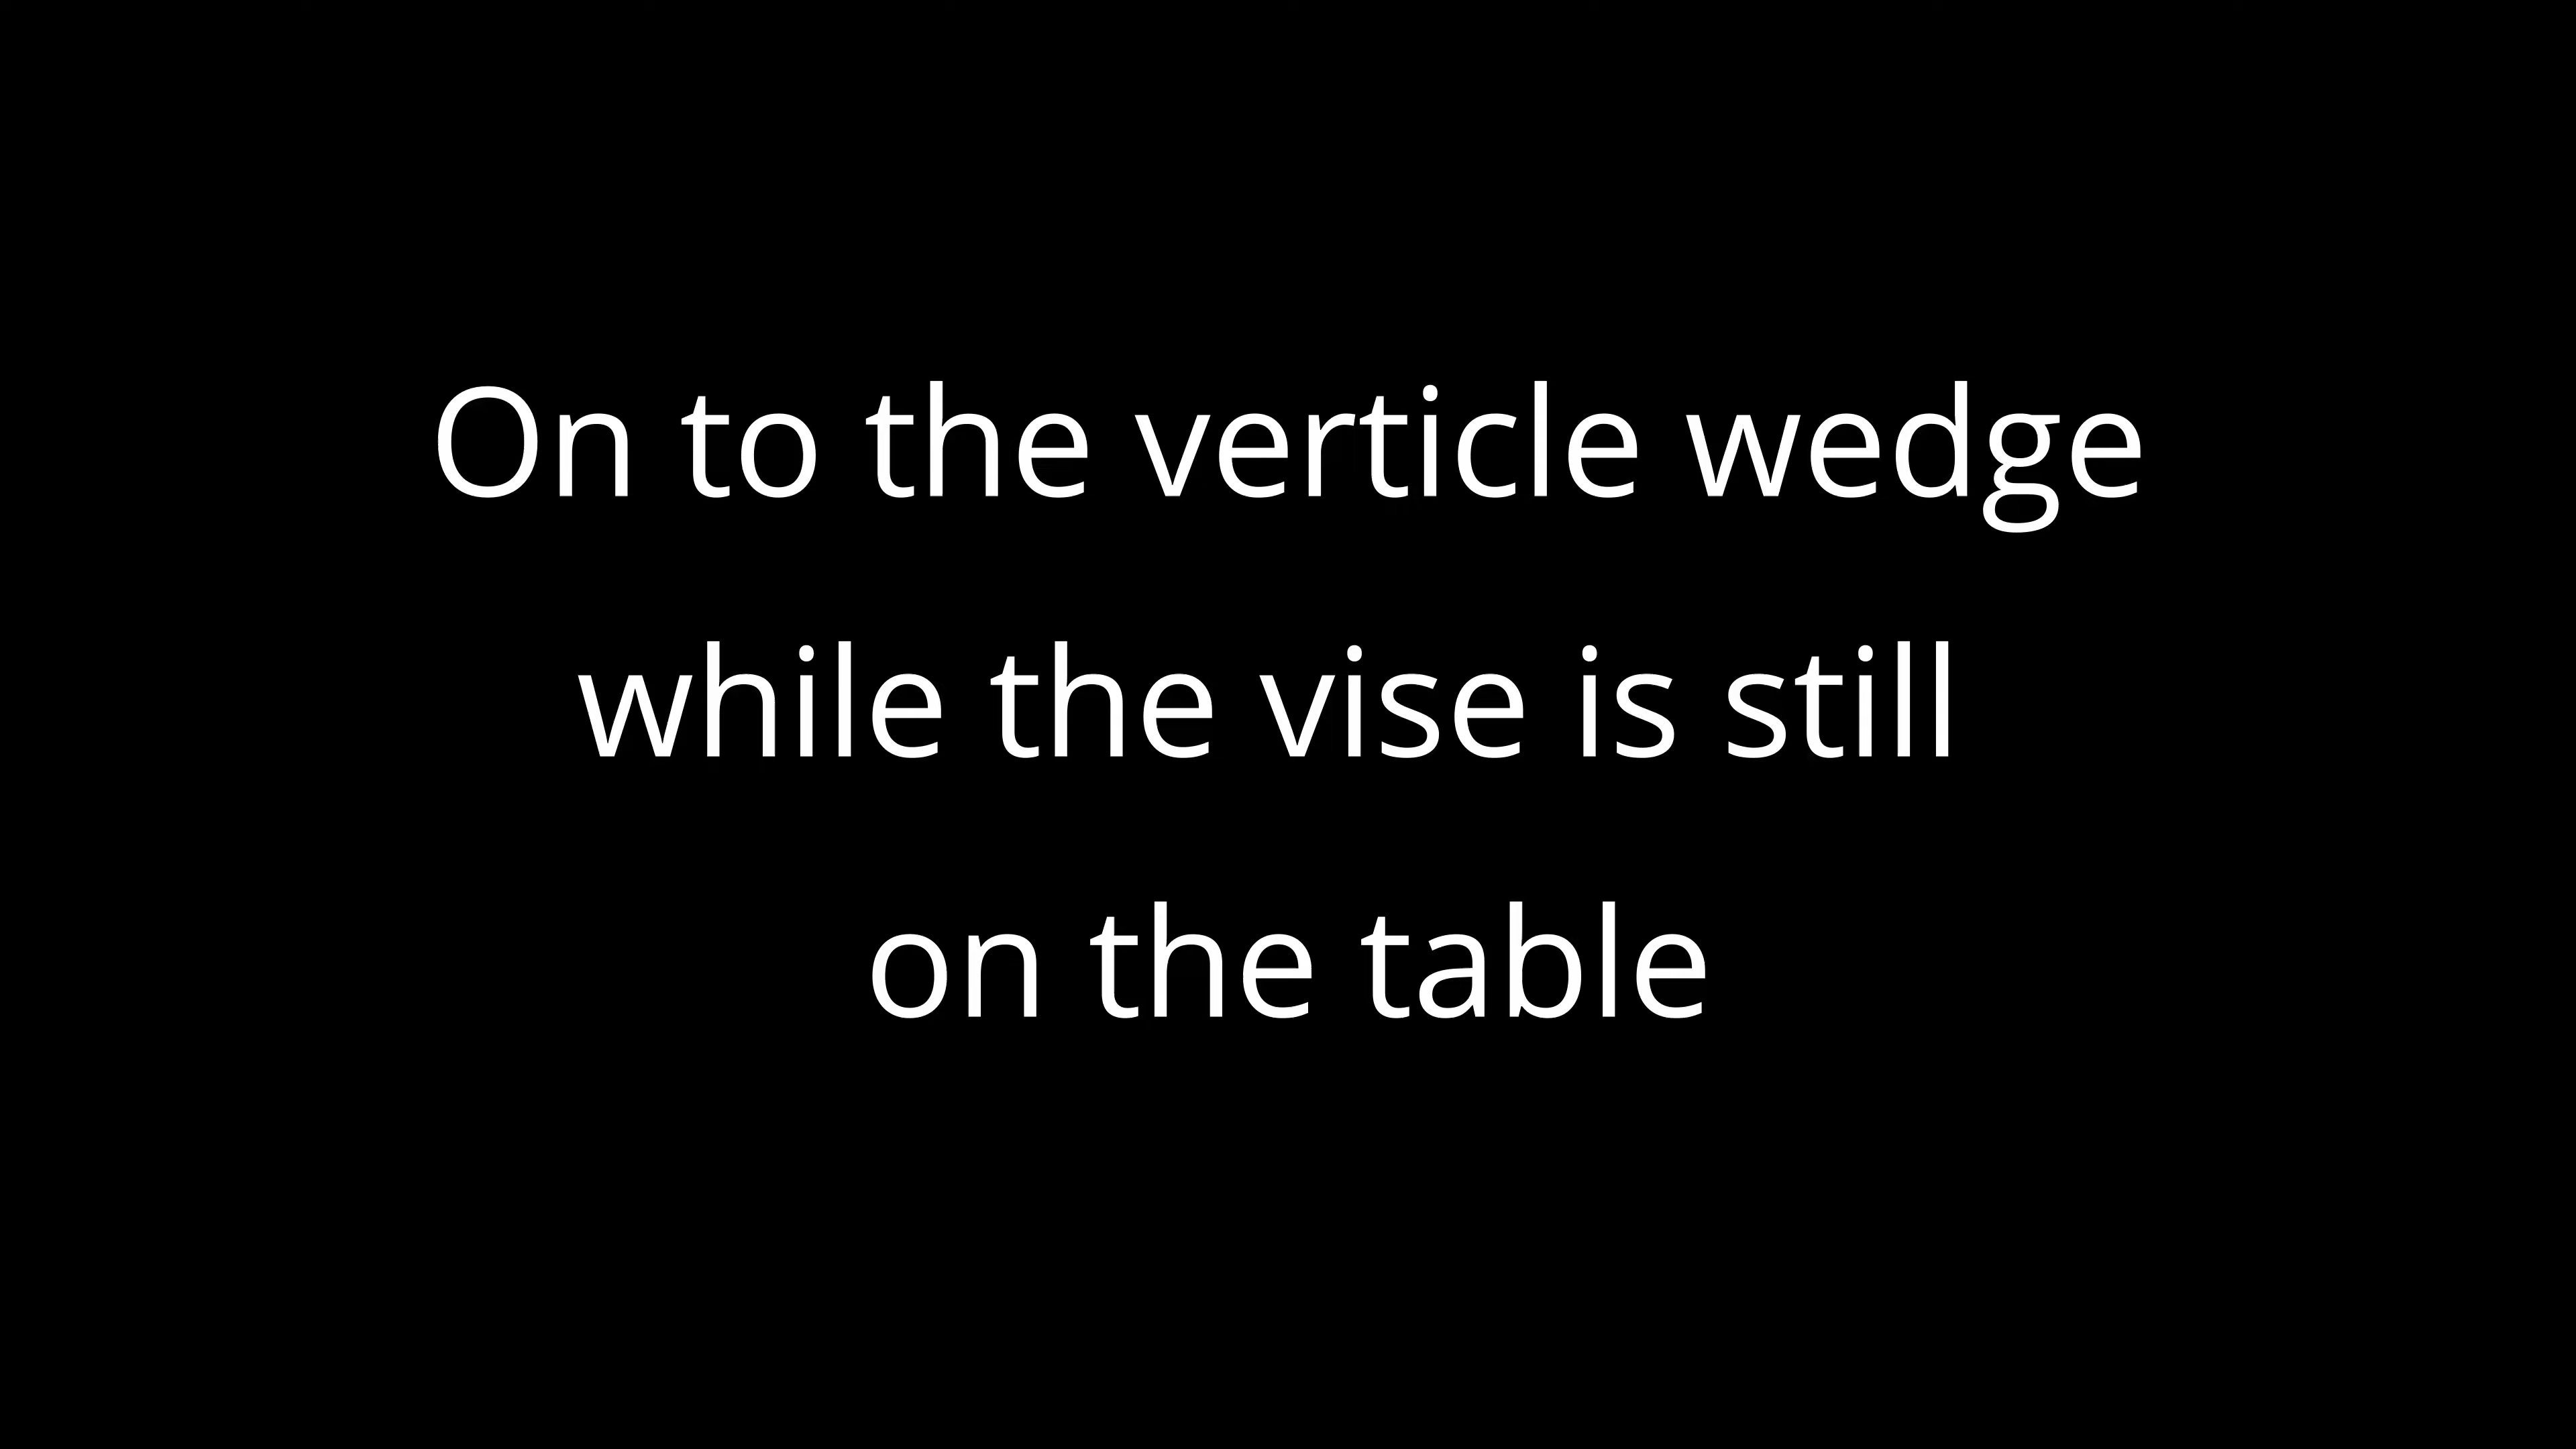 On to the verticle wedge
while the vise is still
on the table